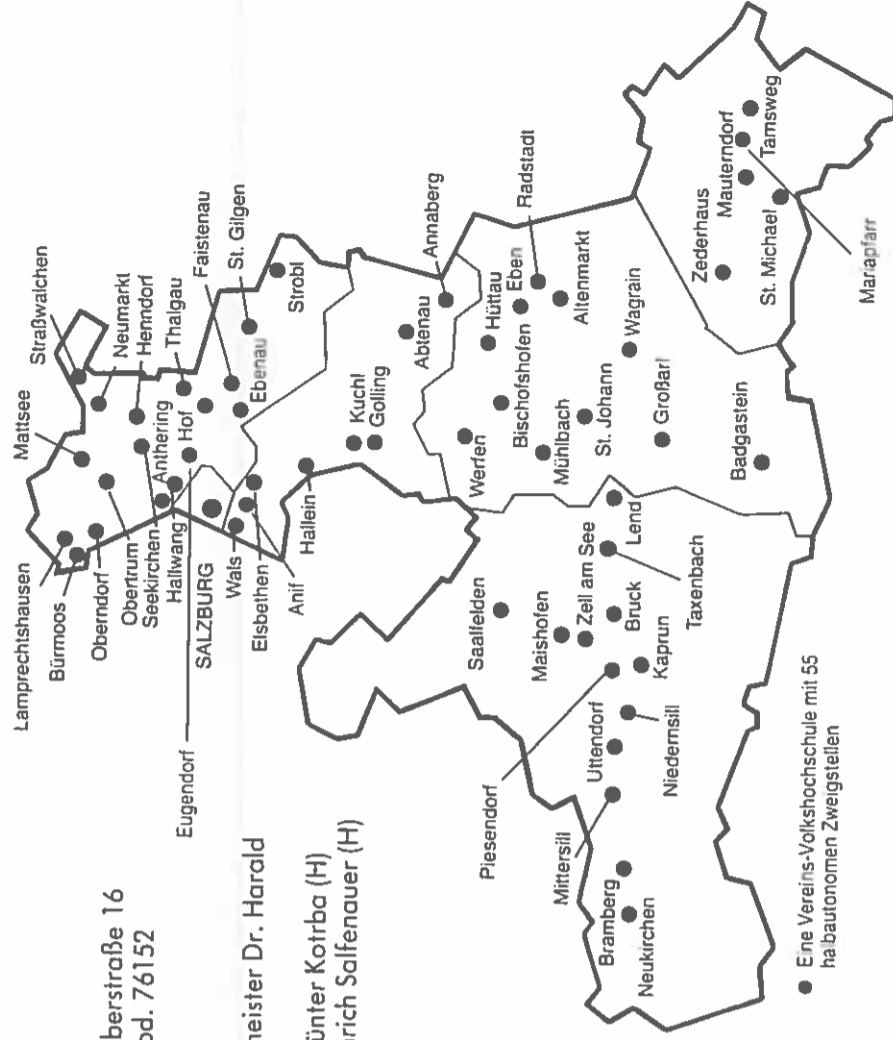 berstraße 16
od. 76152
neister Dr. Harald
ünter Kotrba (H)
rich Salfenauer (H)
Straßwalchen
Mattsee
Lamprechtshausen
Bürmoos
Neumarkt
Henndorf
Oberndorf
Thalgau
Obertrum
Seekirchen
Anthering
Hof
Faistenau
St. Gilgen
Hallwang
Ebenau
SALZBURG
Eugendorf
Wals
Strobl
Elsbethen
Anif
Hallein
Kuchl
Golling
Abtenau
Annaberg
Werfen
Hüttau
Eben
Radstadt
Bischofshofen
Altenmarkt
Mühlbach
St. Johann
Wagrain
Großarl
Badgastein
Saalfelden
Maishofen
Zell am See
Lend
Bruck
Taxenbach
Kaprun
Piesendorf
Uttendorf
Niedernsill
Mittersill
Bramberg
Neukirchen
Zederhaus
Mauterndorf
Tamsweg
St. Michael
Mariapfarr
Eine Vereins-Volkshochschule mit 55
halbautonomen Zweigstellen